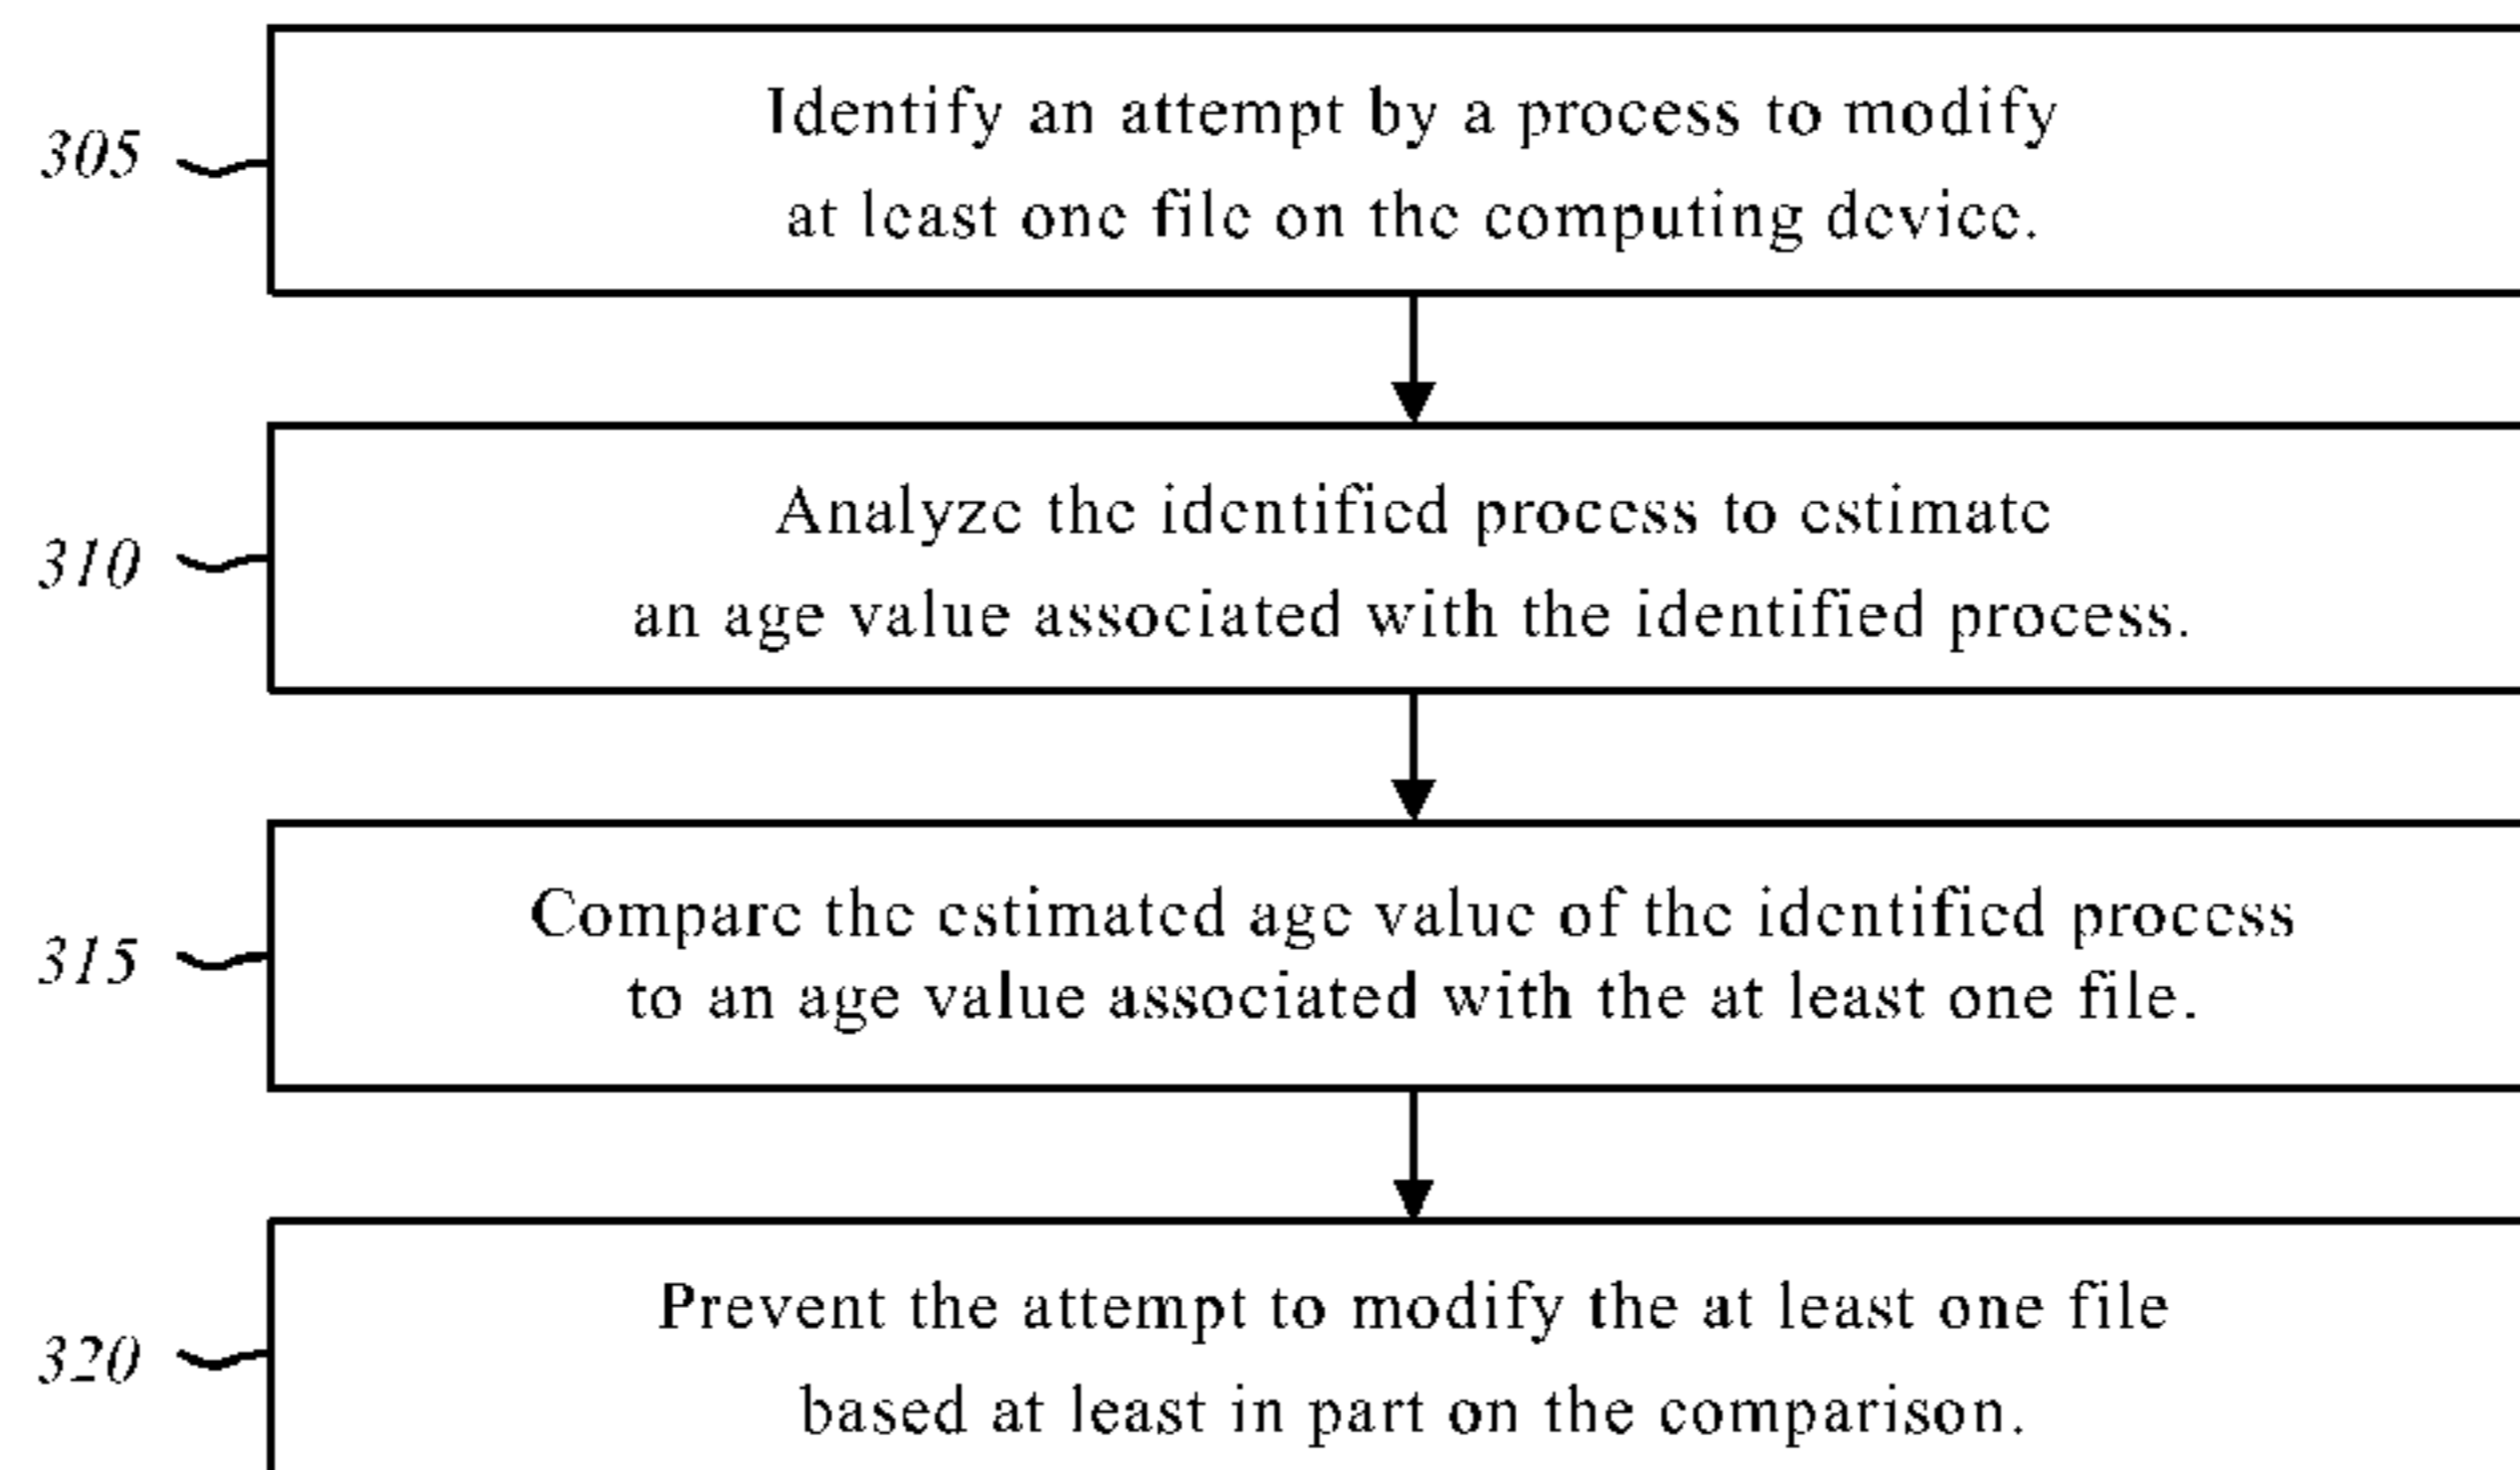 305
Identify an attempt by a process to modify
at least one file on the computing device.
310
Analyze the identified process to estimate
an age value associated with the identified process.
315
Compare the estimated age value of the identified process
to an age value associated with the at least one file.
320
Prevent the attempt to modify the at least one file
based at least in part on the comparison.